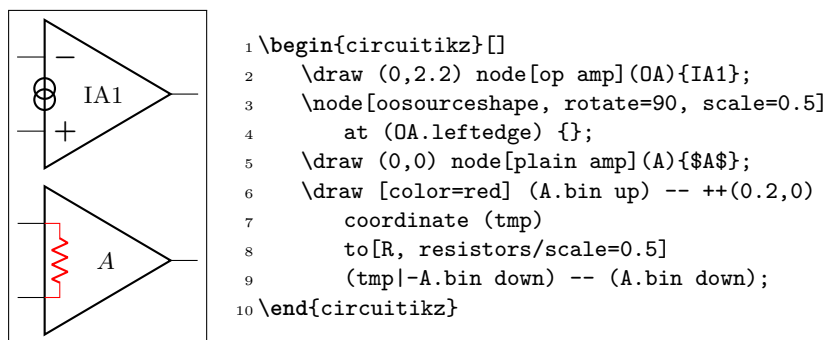 −
IA1
+
A
1 \begin{circuitikz}[]
2 \draw (0,2.2) node[op amp](OA){IA1};
3 \node[oosourceshape, rotate=90, scale=0.5]
4 at (OA.leftedge) {};
5 \draw (0,0) node[plain amp](A){$A$};
6 \draw [color=red] (A.bin up) -- ++(0.2,0)
7 coordinate (tmp)
8 to[R, resistors/scale=0.5]
9 (tmp|-A.bin down) -- (A.bin down);
10 \end{circuitikz}